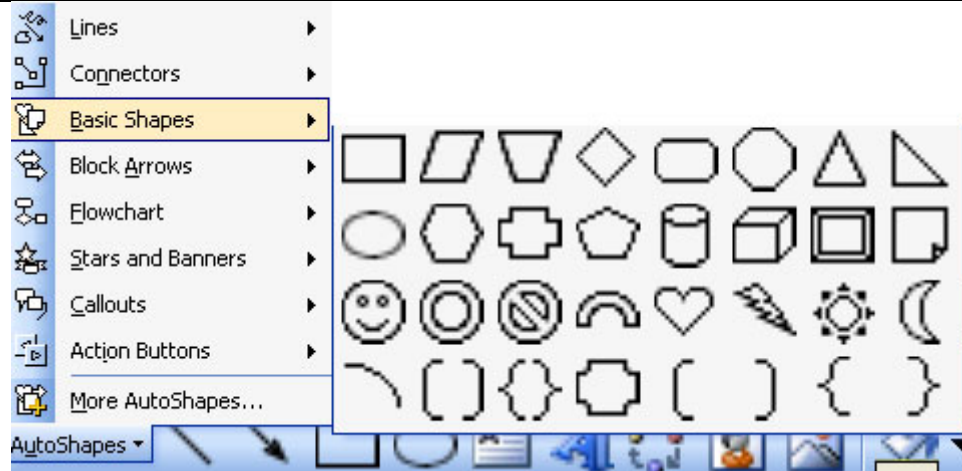 Lines
Connectors
Basic Shapes
Block Arrows
Flowchart
Stars and Banners
Callouts
Action Buttons
More AutoShapes...
AutoShapes